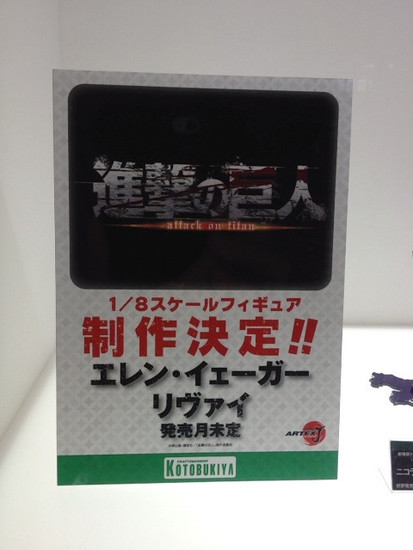 進撃の巨人
attack on titan
1/8スケールフィギュア
制作決定!!
エレン・イェーガー
リヴァイ
発売月未定
ARTFX J
KOTOBUKIYA